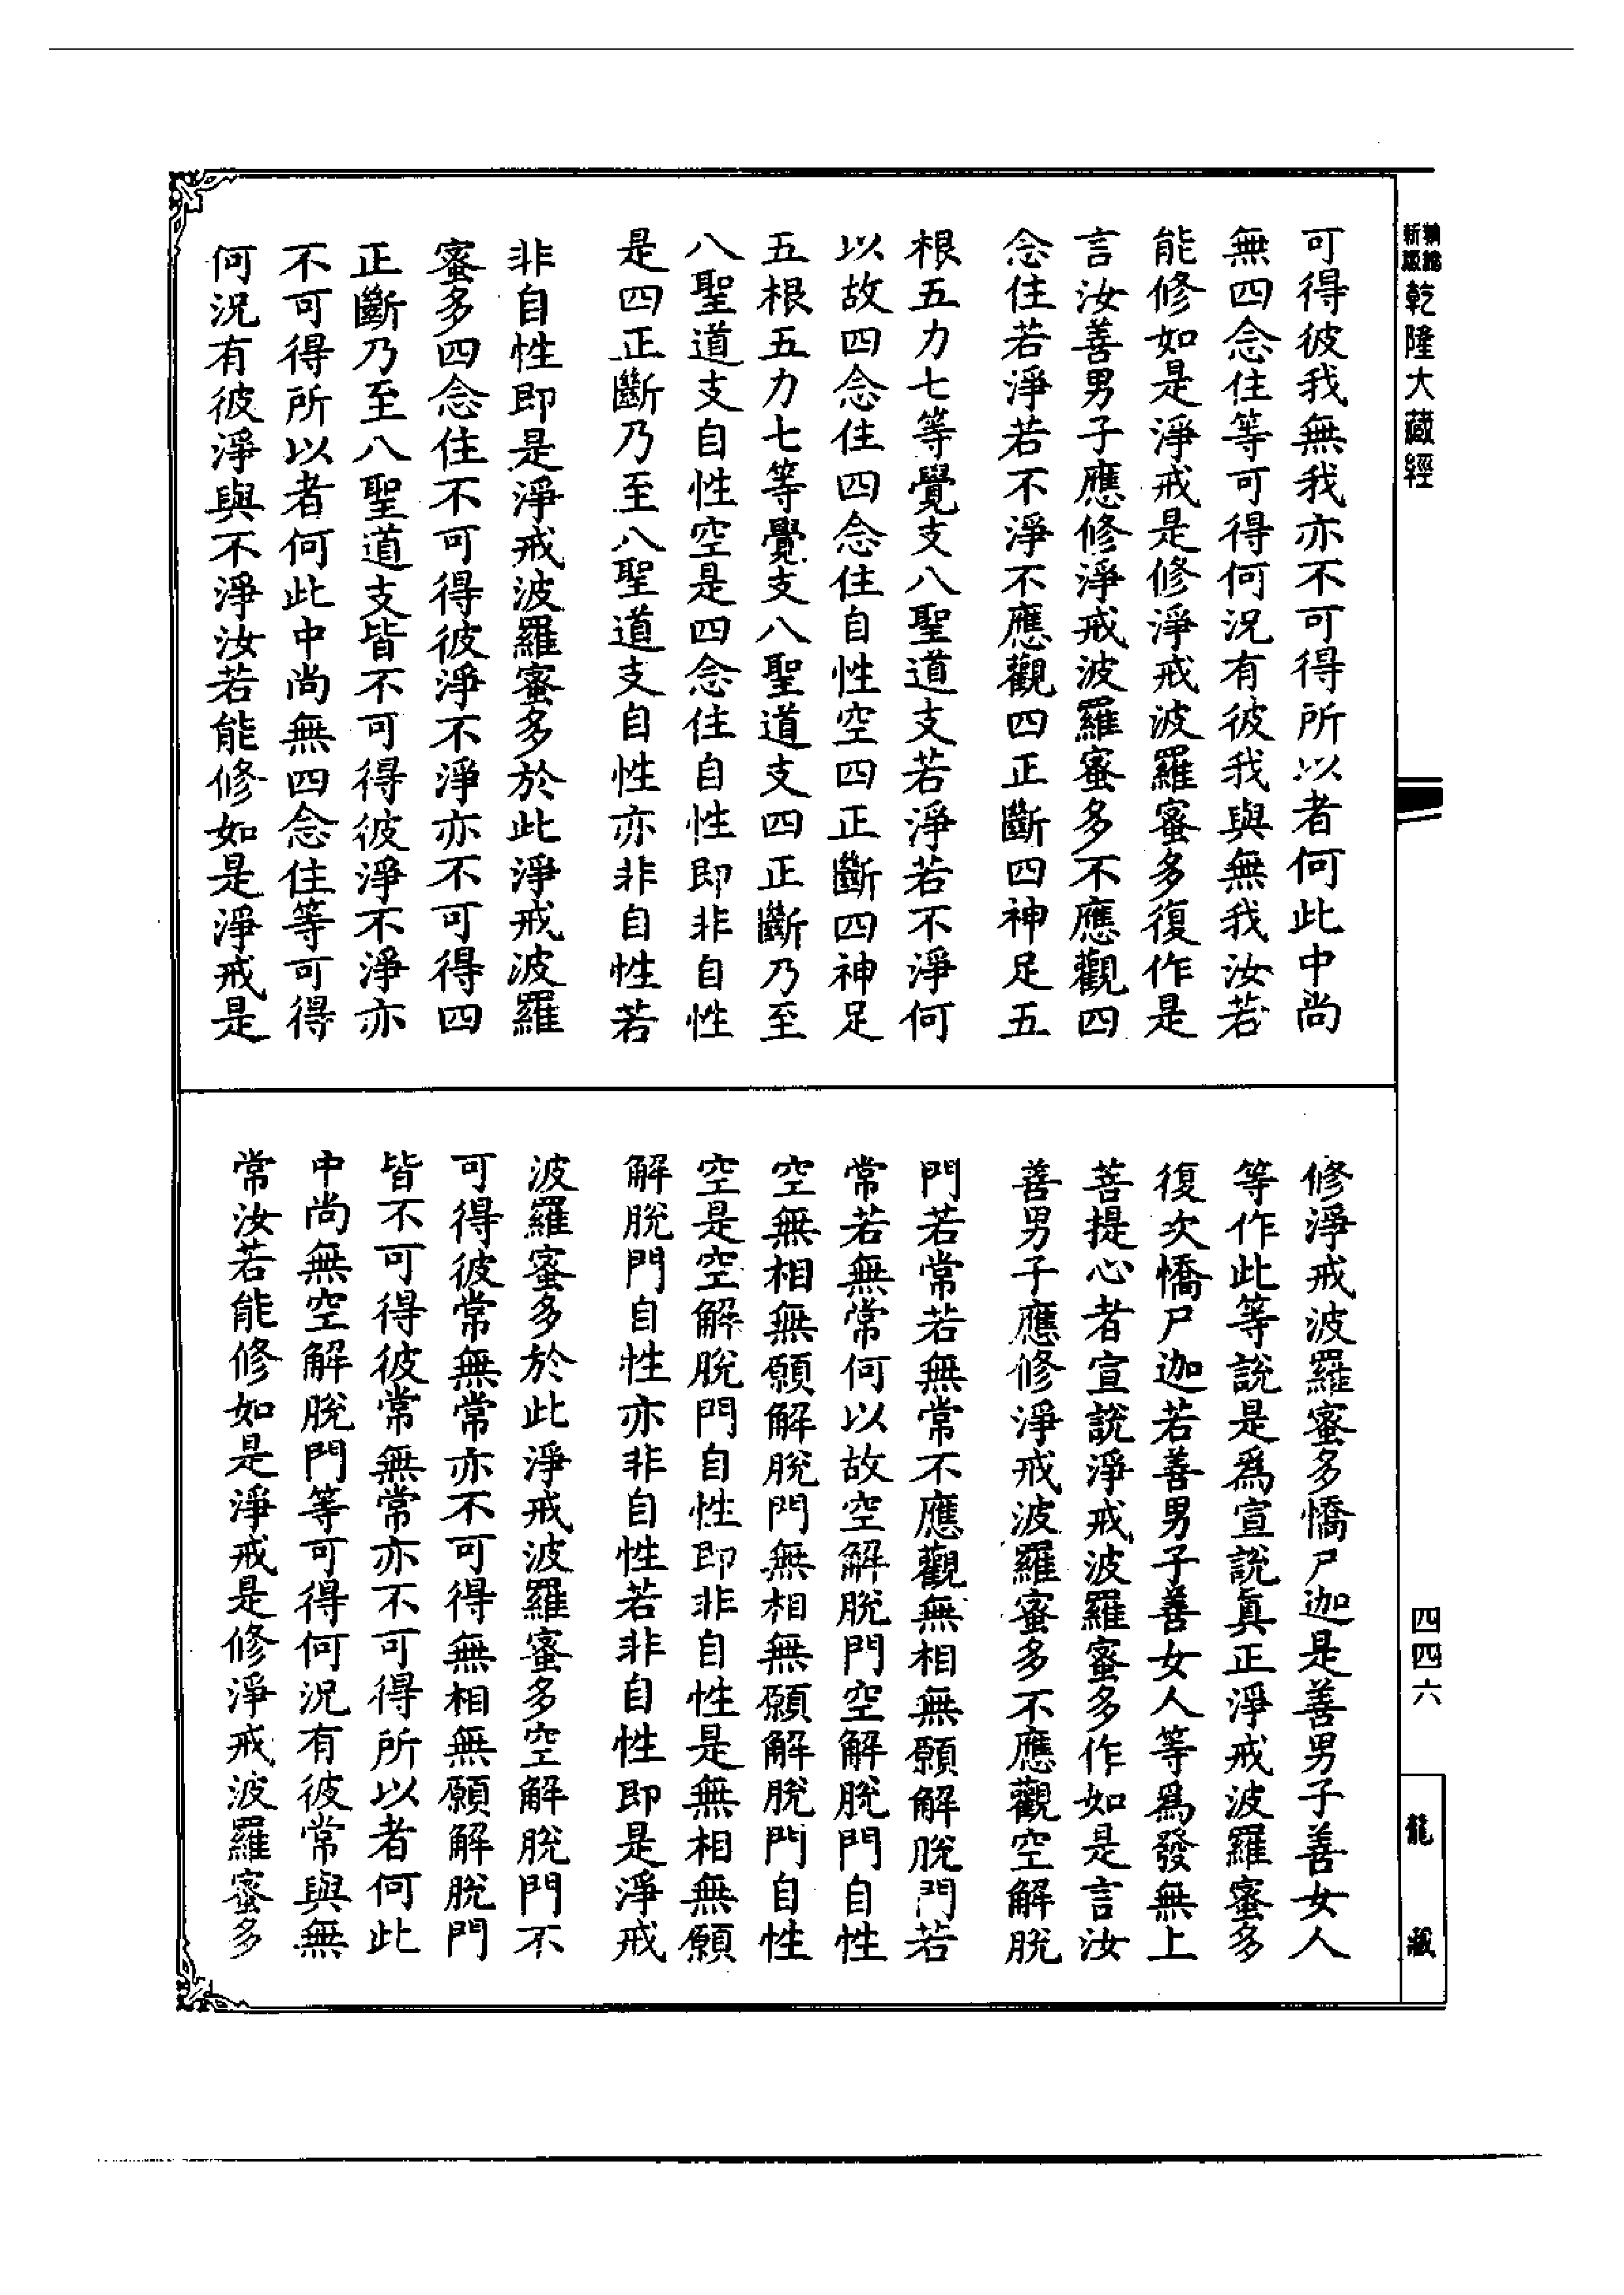 新編縮版 乾隆大藏經
可得彼我無我亦不可得所以者何此中尚
無四念住等可得何況有彼我與無我汝若
能修如是淨戒是修淨戒波羅蜜多復作是
言汝善男子應修淨戒波羅蜜多不應觀四
念住若淨若不淨不應觀四正斷四神足五
根五力七等覺支八聖道支若淨若不淨何
以故四念住四念住自性空四正斷四神足
五根五力七等覺支八聖道支四正斷乃至
八聖道支自性空是四念住自性即非自性
是四正斷乃至八聖道支自性亦非自性若
非自性即是淨戒波羅蜜多於此淨戒波羅
蜜多四念住不可得彼淨不淨亦不可得四
正斷乃至八聖道支皆不可得彼淨不淨亦
不可得所以者何此中尚無四念住等可得
何況有彼淨與不淨汝若能修如是淨戒是
修淨戒波羅蜜多憍尸迦是善男子善女人
等作此等說是爲宣說真正淨戒波羅蜜多
復次憍尸迦若善男子善女人等爲發無上
菩提心者宣說淨戒波羅蜜多作如是言汝
善男子應修淨戒波羅蜜多不應觀空解脫
門若常若無常不應觀無相無願解脫門若
常若無常何以故空解脫門空解脫門自性
空無相無願解脫門無相無願解脫門自性
空是空解脫門自性即非自性是無相無願
解脫門自性亦非自性若非自性即是淨戒
波羅蜜多於此淨戒波羅蜜多空解脫門不
可得彼常無常亦不可得無相無願解脫門
皆不可得彼常無常亦不可得所以者何此
中尚無空解脫門等可得何況有彼常與無
常汝若能修如是淨戒是修淨戒波羅蜜多
四四六
龍藏